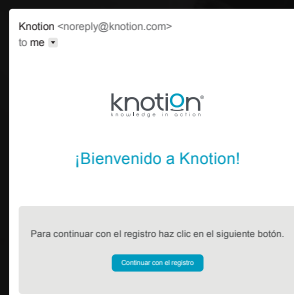 Knotion <noreply@knotion.com>
to me
knotion®
knowledge in action
¡Bienvenido a Knotion!
Para continuar con el registro haz clic en el siguiente botón.
Continuar con el registro